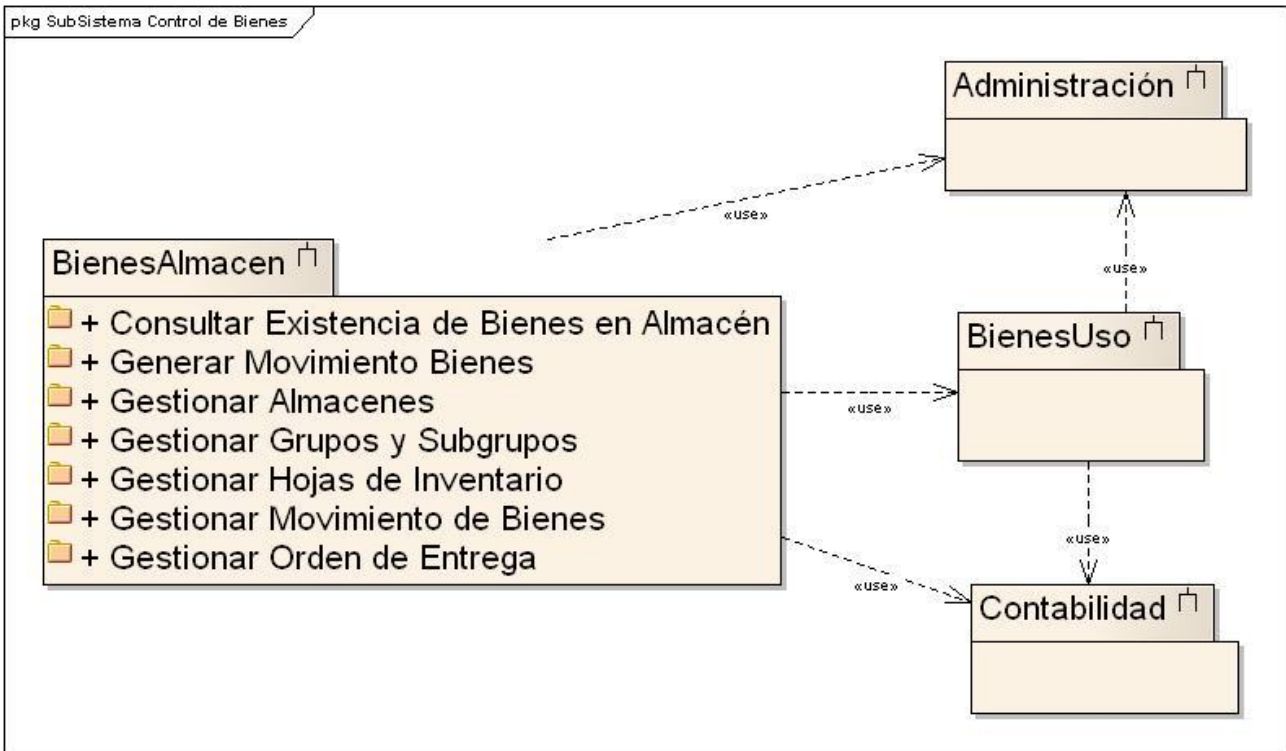 pkg SubSistema Control de Bienes
Administración
«use»
«use»
BienesAlmacen
+ Consultar Existencia de Bienes en Almacén
+ Generar Movimiento Bienes
+ Gestionar Almacenes
+ Gestionar Grupos y Subgrupos
+ Gestionar Hojas de Inventario
+ Gestionar Movimiento de Bienes
+ Gestionar Orden de Entrega
BienesUso
«use»
«use»
«use»
Contabilidad